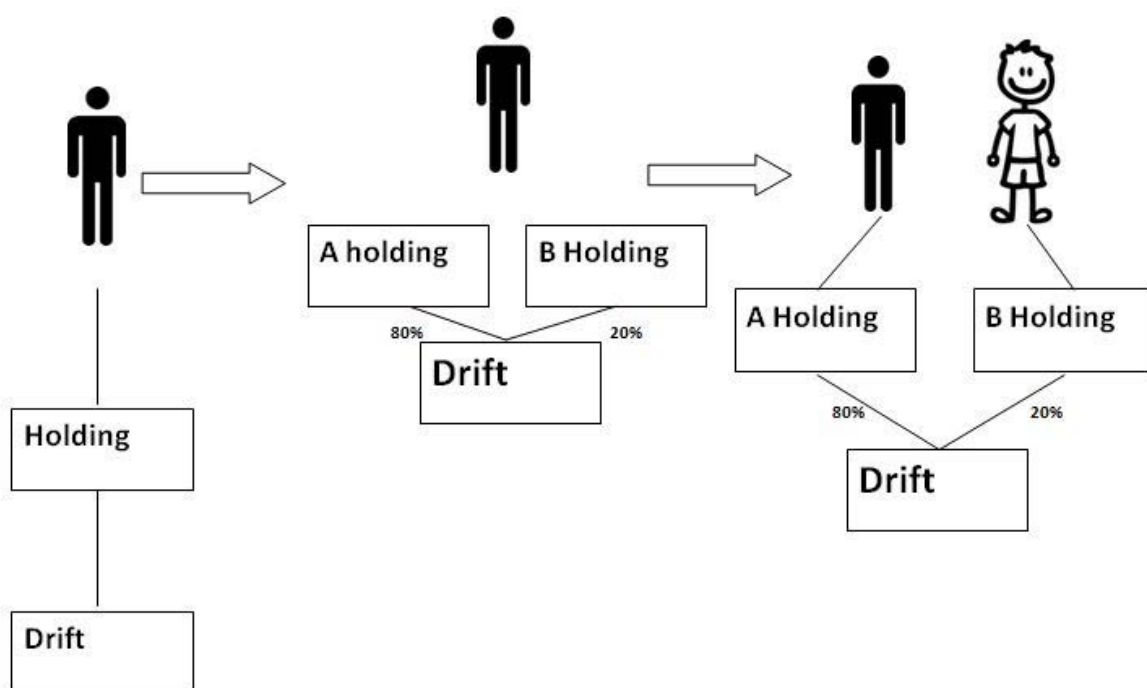 Holding
Drift
A holding
B Holding
80%
20%
Drift
A Holding
B Holding
80%
20%
Drift